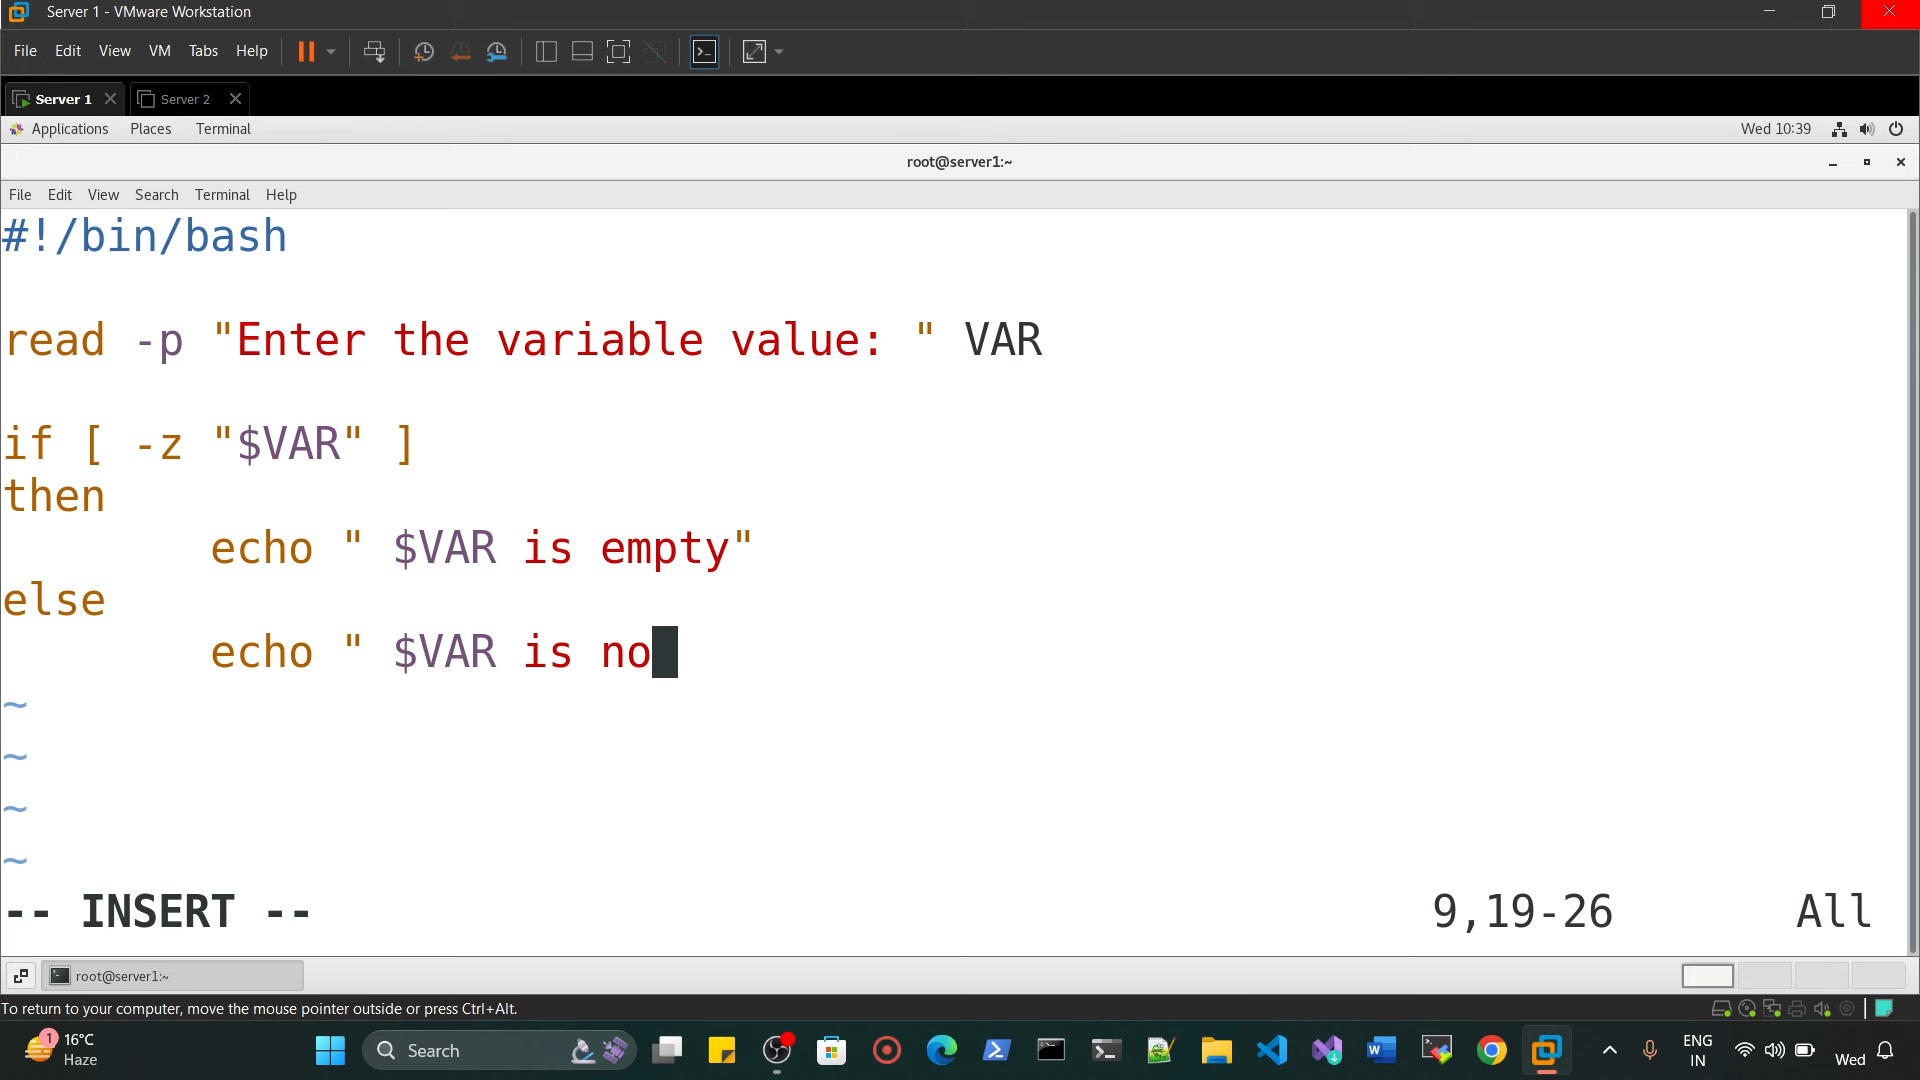 Server 1 - VMware Workstation
File Edit View VM Tabs Help
Server 1 Server 2
Applications Places Terminal Wed 10:39
root@server1:~
File Edit View Search Terminal Help
#!/bin/bash
read -p "Enter the variable value: " VAR
if [ -z "$VAR" ]
then
echo " $VAR is empty"
else
echo " $VAR is no
~
~
~
~
-- INSERT -- 9,19-26 All
root@server1:~
To return to your computer, move the mouse pointer outside or press Ctrl+Alt.
1 16°C
Haze
Search
ENG
IN
Wed